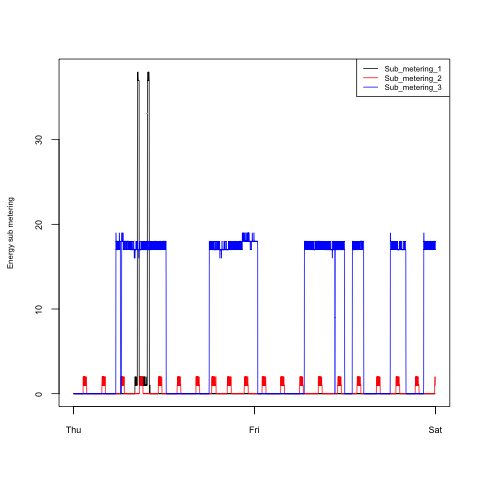 Sub_metering_1
Sub_metering_2
Sub_metering_3
Energy sub metering
30
20
10
0
Thu
Fri
Sat